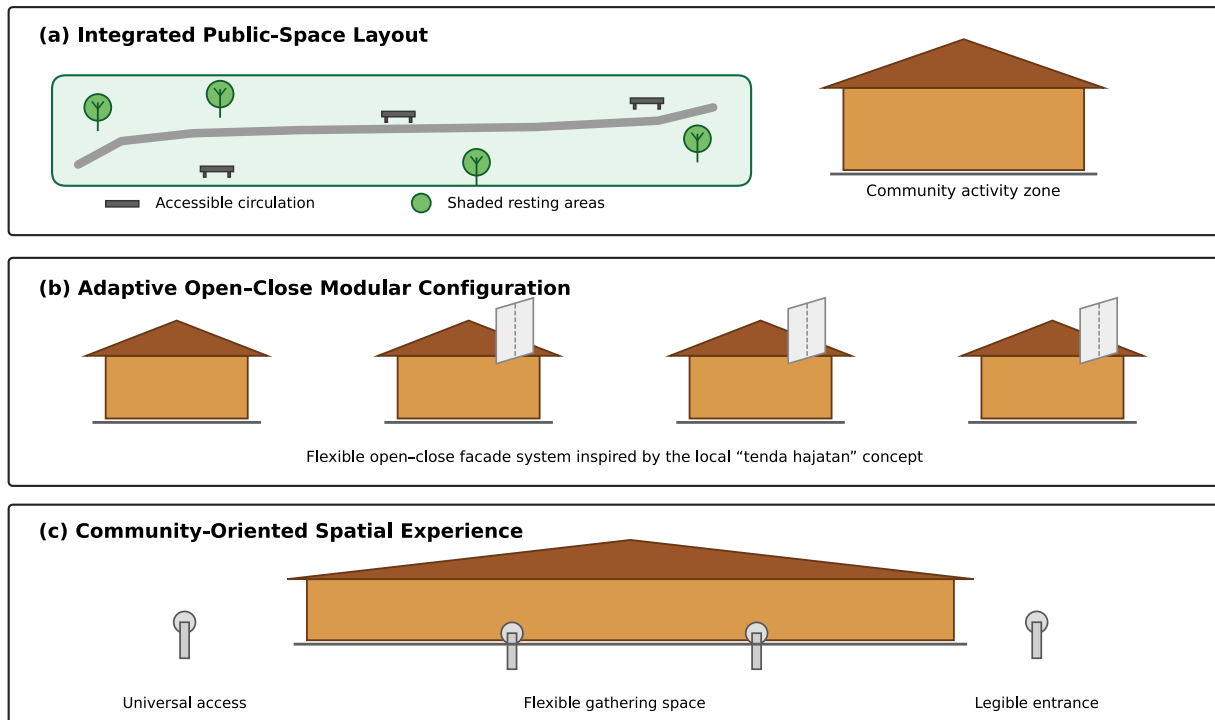 (a) Integrated Public-Space Layout
Community activity zone
Accessible circulation
Shaded resting areas
(b) Adaptive Open–Close Modular Configuration
Flexible open–close facade system inspired by the local “tenda hajatan” concept
(c) Community-Oriented Spatial Experience
Universal access
Flexible gathering space
Legible entrance